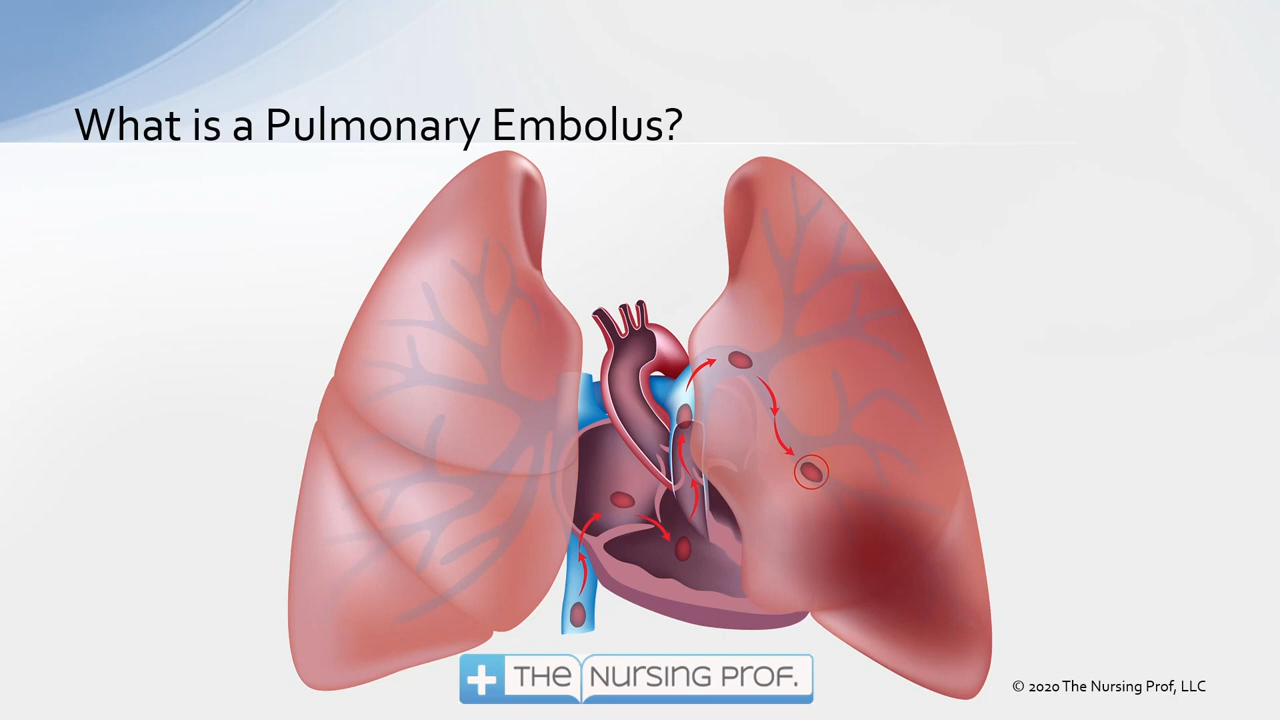 What is a Pulmonary Embolus?
THE NURSING PROF.
© 2020 The Nursing Prof, LLC